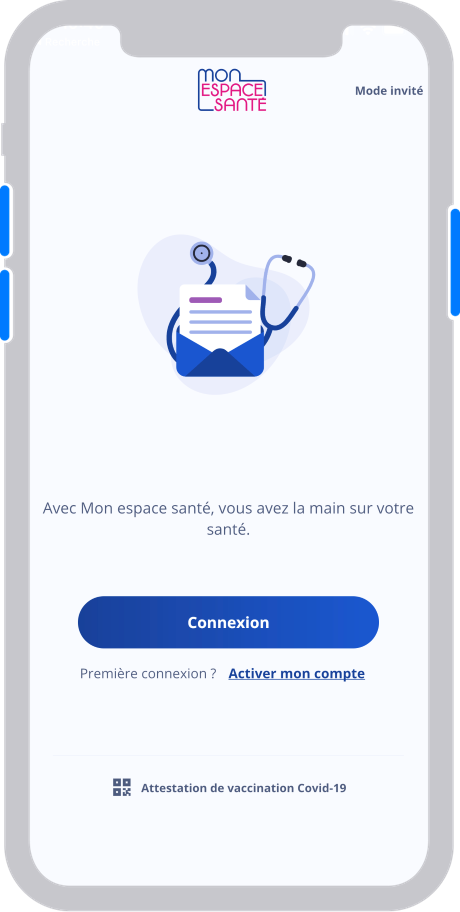 mon
ESPACE
SANTÉ
Mode invité
Avec Mon espace santé, vous avez la main sur votre
santé.
Connexion
Première connexion ? Activer mon compte
Attestation de vaccination Covid-19